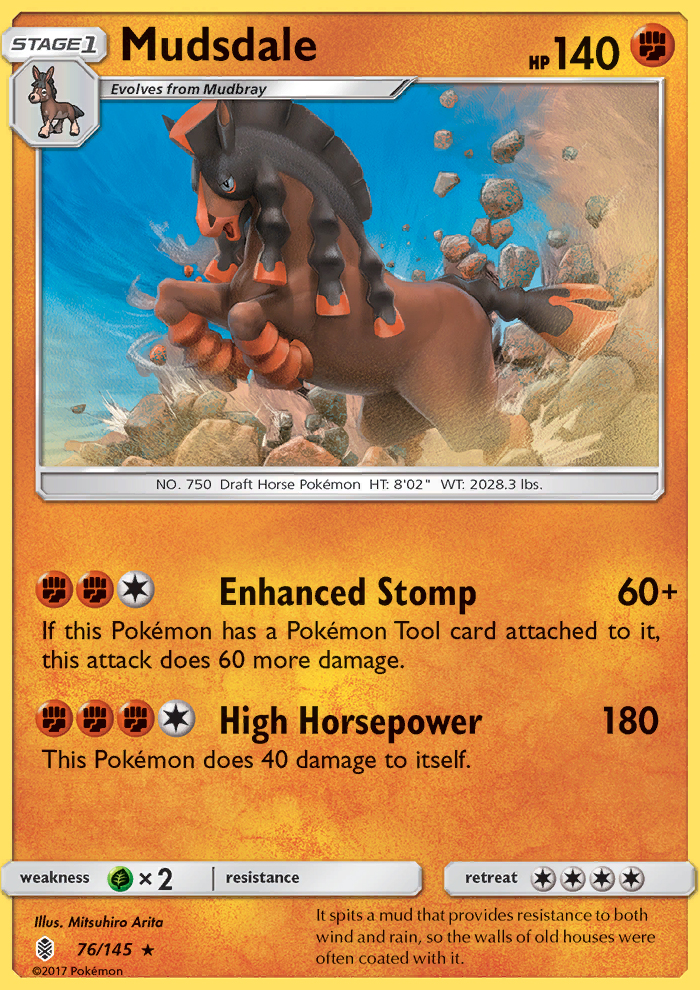 STAGE1
Mudsdale
HP 140
Evolves from Mudbray
NO. 750 Draft Horse Pokémon HT: 8'02" WT: 2028.3 lbs.
Enhanced Stomp 60+
If this Pokémon has a Pokémon Tool card attached to it,
this attack does 60 more damage.
High Horsepower 180
This Pokémon does 40 damage to itself.
weakness ×2 resistance retreat
Illus. Mitsuhiro Arita
76/145 ★
©2017 Pokémon
It spits a mud that provides resistance to both
wind and rain, so the walls of old houses were
often coated with it.